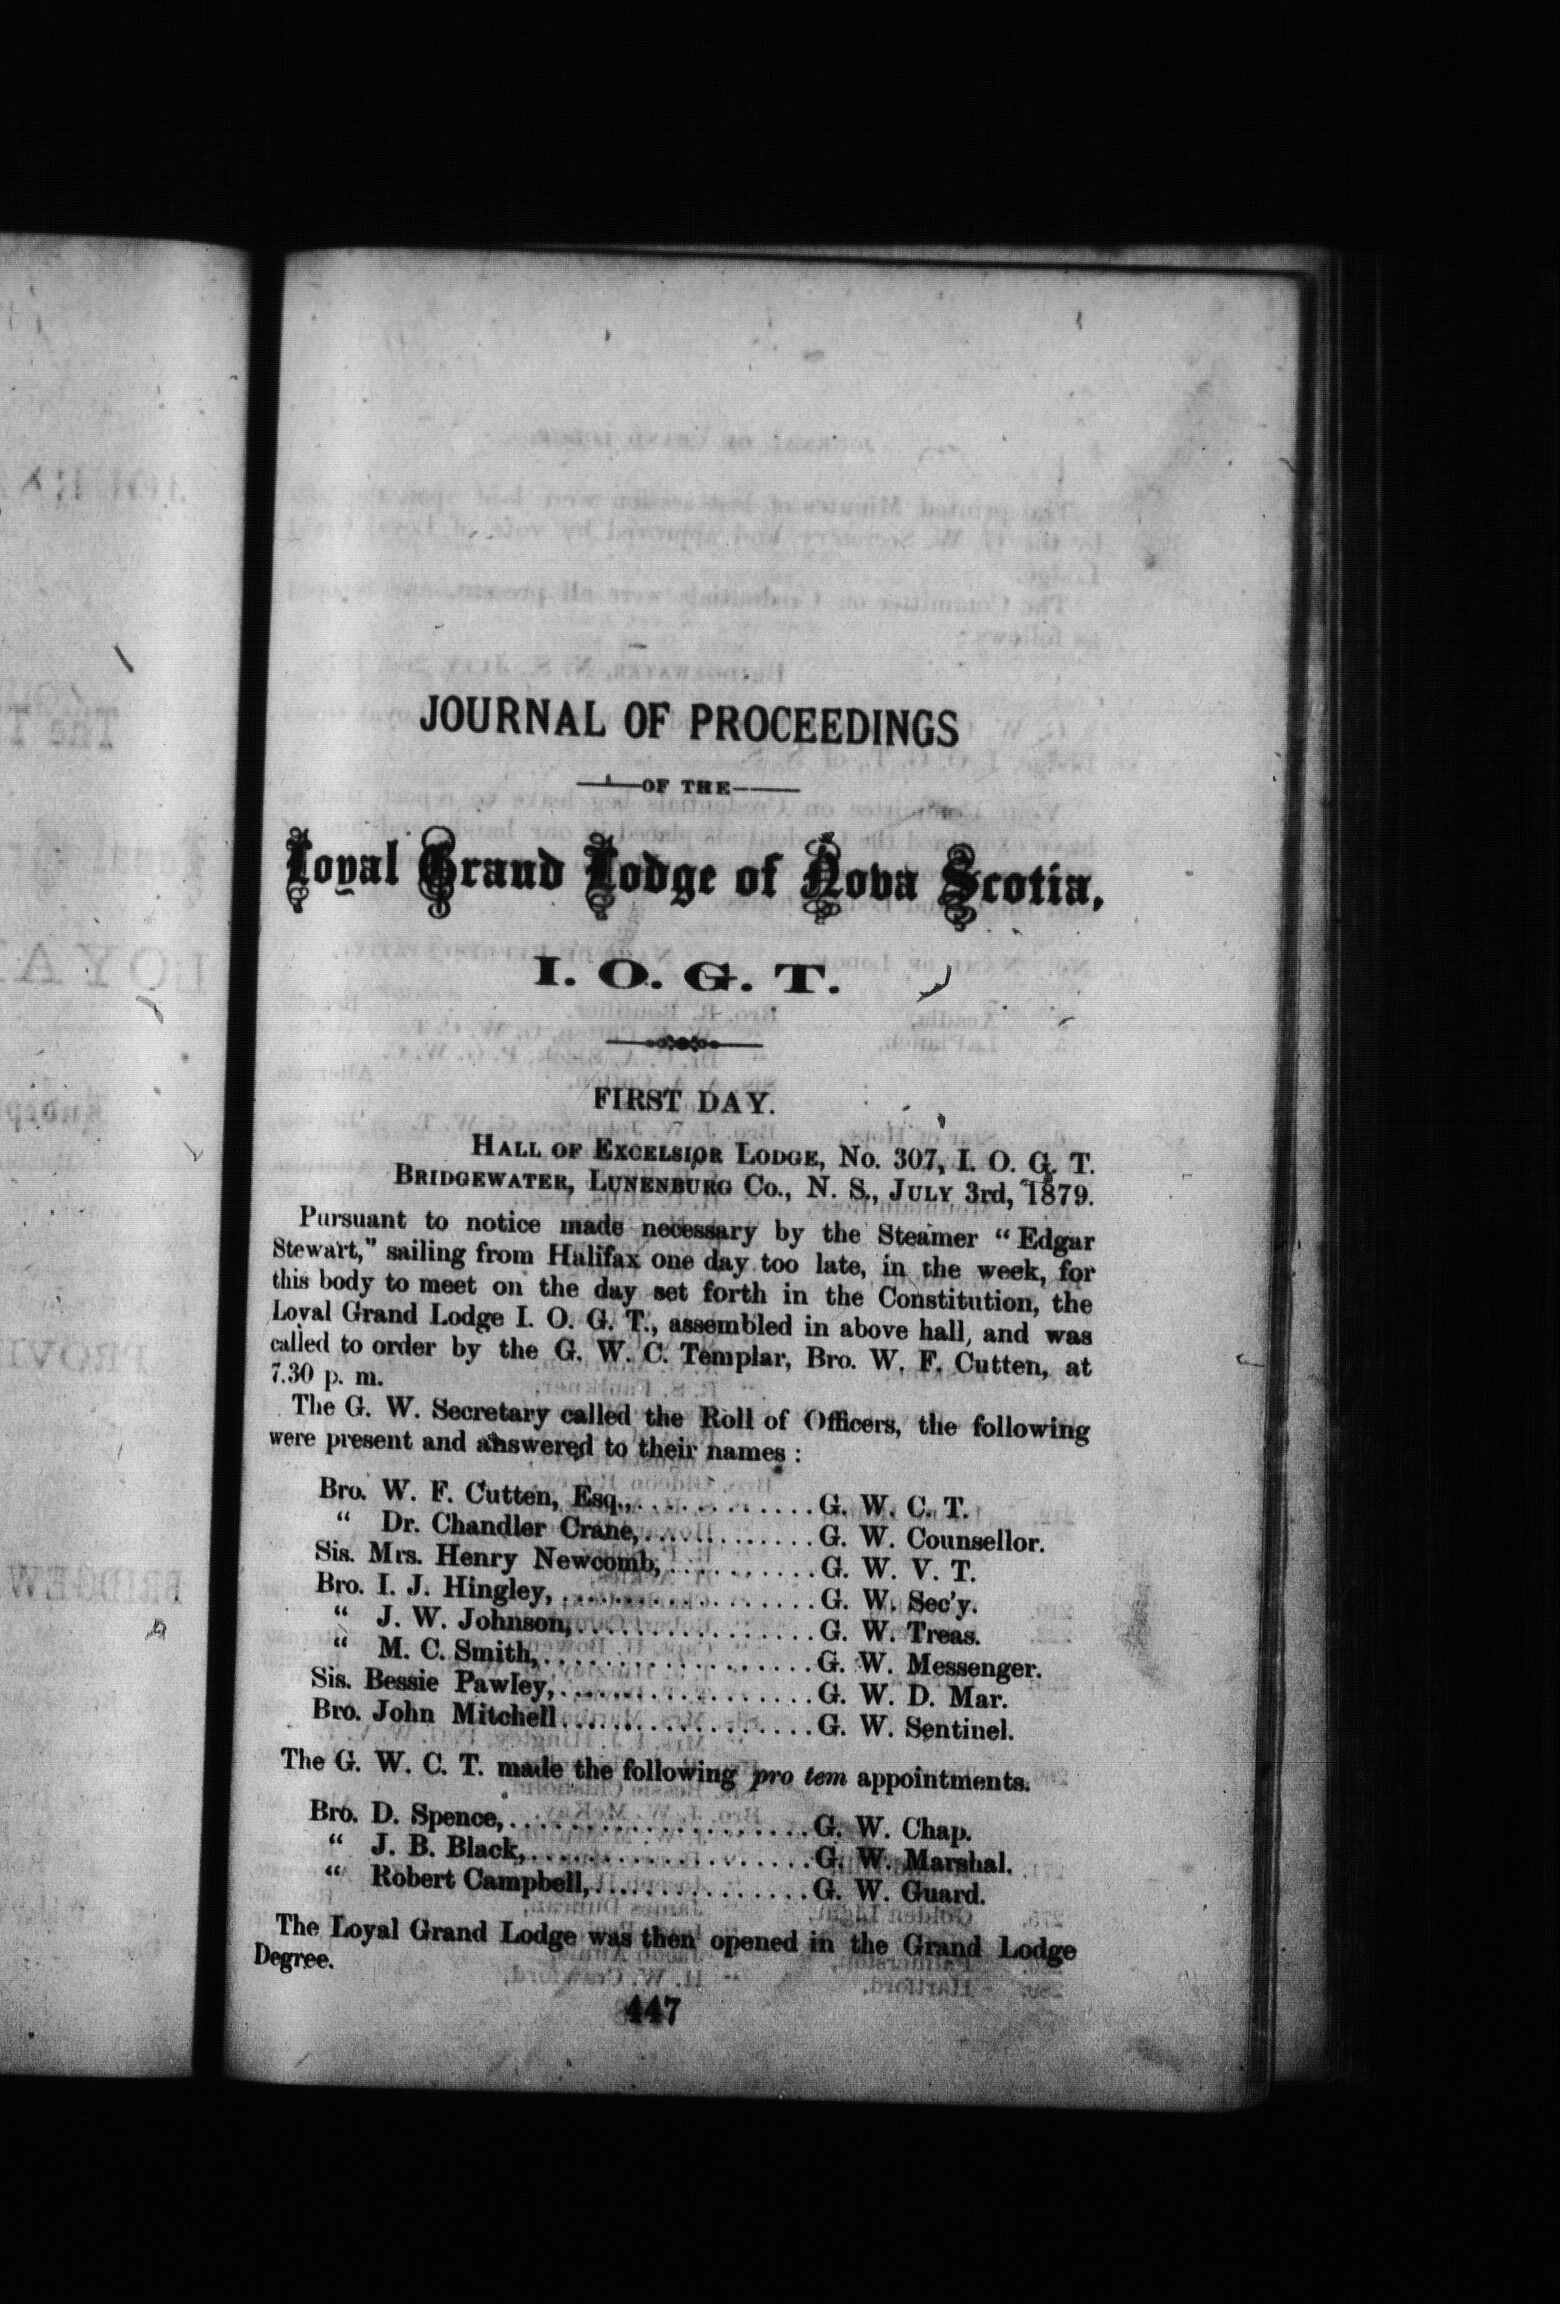 JOURNAL OF PROCEEDINGS
OF THE
Loyal Grand Lodge of Nova Scotia,
I. O. G. T.
FIRST DAY.
HALL OF EXCELSIOR LODGE, No. 307, I. O. G. T.
BRIDGEWATER, LUNENBURG Co., N. S., JULY 3rd, 1879.
Pursuant to notice made necessary by the Steamer “Edgar
Stewart,” sailing from Halifax one day too late, in the week, for
this body to meet on the day set forth in the Constitution, the
Loyal Grand Lodge I. O. G. T., assembled in above hall, and was
called to order by the G. W. C. Templar, Bro. W. F. Cutten, at
7.30 p. m.
The G. W. Secretary called the Roll of Officers, the following
were present and answered to their names :
Bro. W. F. Cutten, Esq.,............G. W. C. T.
“ Dr. Chandler Crane,............G. W. Counsellor.
Sis. Mrs. Henry Newcomb,..........G. W. V. T.
Bro. I. J. Hingley,.................G. W. Sec'y.
“ J. W. Johnson,................G. W. Treas.
“ M. C. Smith,..................G. W. Messenger.
Sis. Bessie Pawley,.................G. W. D. Mar.
Bro. John Mitchell.................G. W. Sentinel.
The G. W. C. T. made the following pro tem appointments.
Bro. D. Spence,....................G. W. Chap.
“ J. B. Black,...................G. W. Marshal.
“ Robert Campbell,..............G. W. Guard.
The Loyal Grand Lodge was then opened in the Grand Lodge
Degree.
447